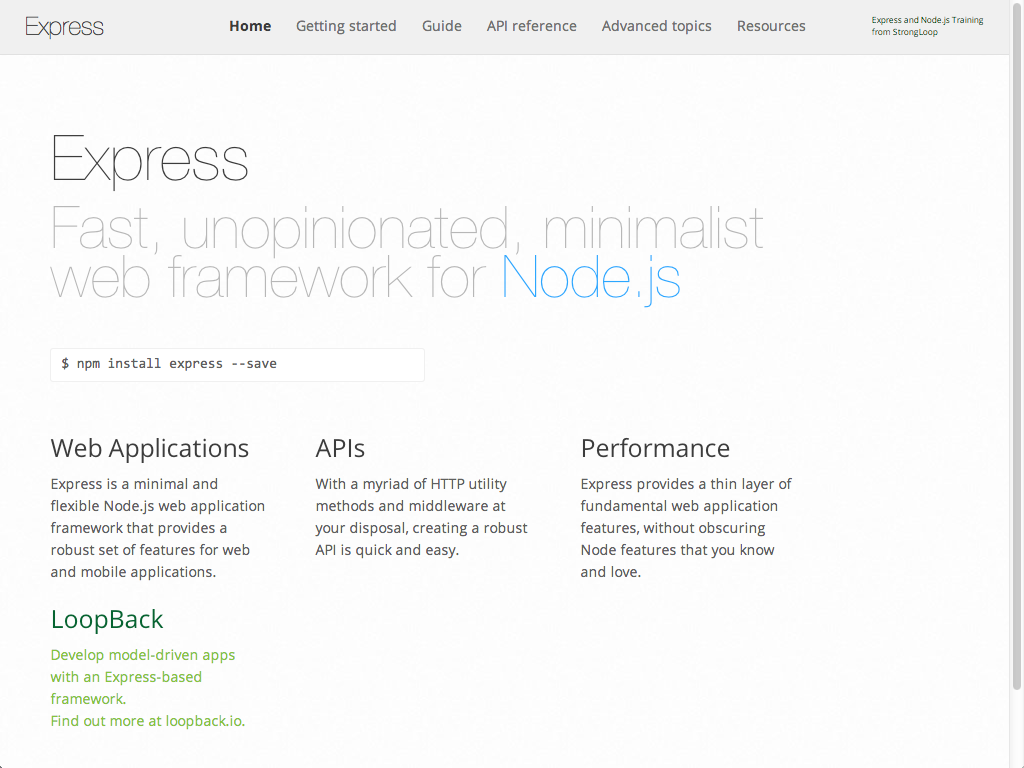 Express
Home
Getting started
Guide
API reference
Advanced topics
Resources
Express and Node.js Training
from StrongLoop
Express
Fast, unopinionated, minimalist
web framework for Node.js
$ npm install express --save
Web Applications
Express is a minimal and
flexible Node.js web application
framework that provides a
robust set of features for web
and mobile applications.
APIs
With a myriad of HTTP utility
methods and middleware at
your disposal, creating a robust
API is quick and easy.
Performance
Express provides a thin layer of
fundamental web application
features, without obscuring
Node features that you know
and love.
LoopBack
Develop model-driven apps
with an Express-based
framework.
Find out more at loopback.io.